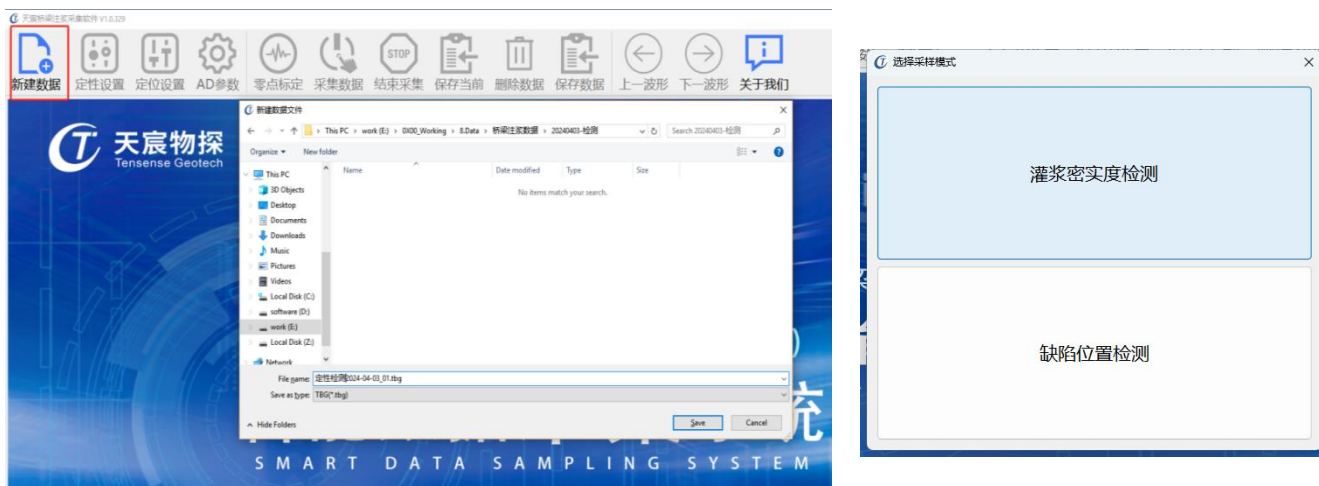 天宸桥梁注浆采集软件 V1.0.329
新建数据 定性设置 定位设置 AD参数 零点标定 采集数据 STOP 结束采集 保存当前 删除数据 保存数据 上一波形 下一波形 关于我们
天宸物探
Tensense Geotech
新建数据文件
This PC › work (E:) › 0X00_Working › 8.Data › 桥梁注浆数据 › 20240403-检测
Search 20240403-检测
Organize New folder
Name Date modified Type Size
No items match your search.
This PC
3D Objects
Desktop
Documents
Downloads
Music
Pictures
Videos
Local Disk (C:)
software (D:)
work (E:)
Local Disk (Z:)
Network
File name: 定性检测2024-04-03_01.tbg
Save as type: TBG(*.tbg)
Hide Folders
Save Cancel
统
SMART DATA SAMPLING SYSTEM
选择采样模式
灌浆密实度检测
缺陷位置检测